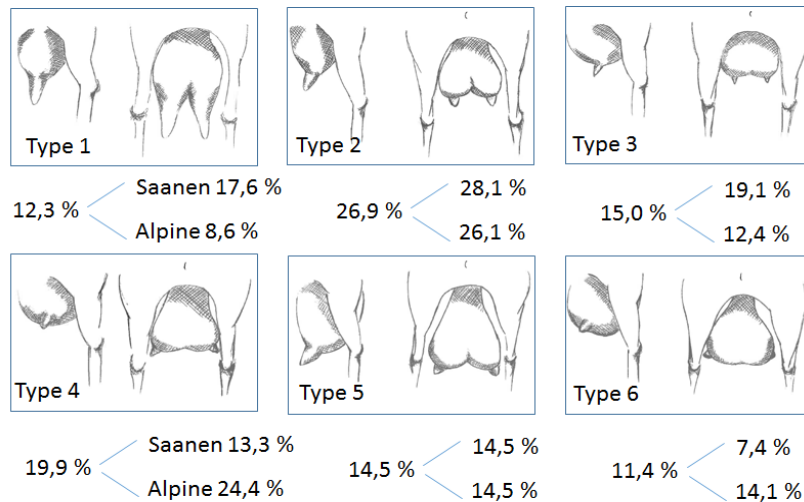 Type 1
Type 2
Type 3
12,3 %
Saanen 17,6 %
Alpine 8,6 %
26,9 %
28,1 %
26,1 %
15,0 %
19,1 %
12,4 %
Type 4
Type 5
Type 6
19,9 %
Saanen 13,3 %
Alpine 24,4 %
14,5 %
14,5 %
14,5 %
11,4 %
7,4 %
14,1 %